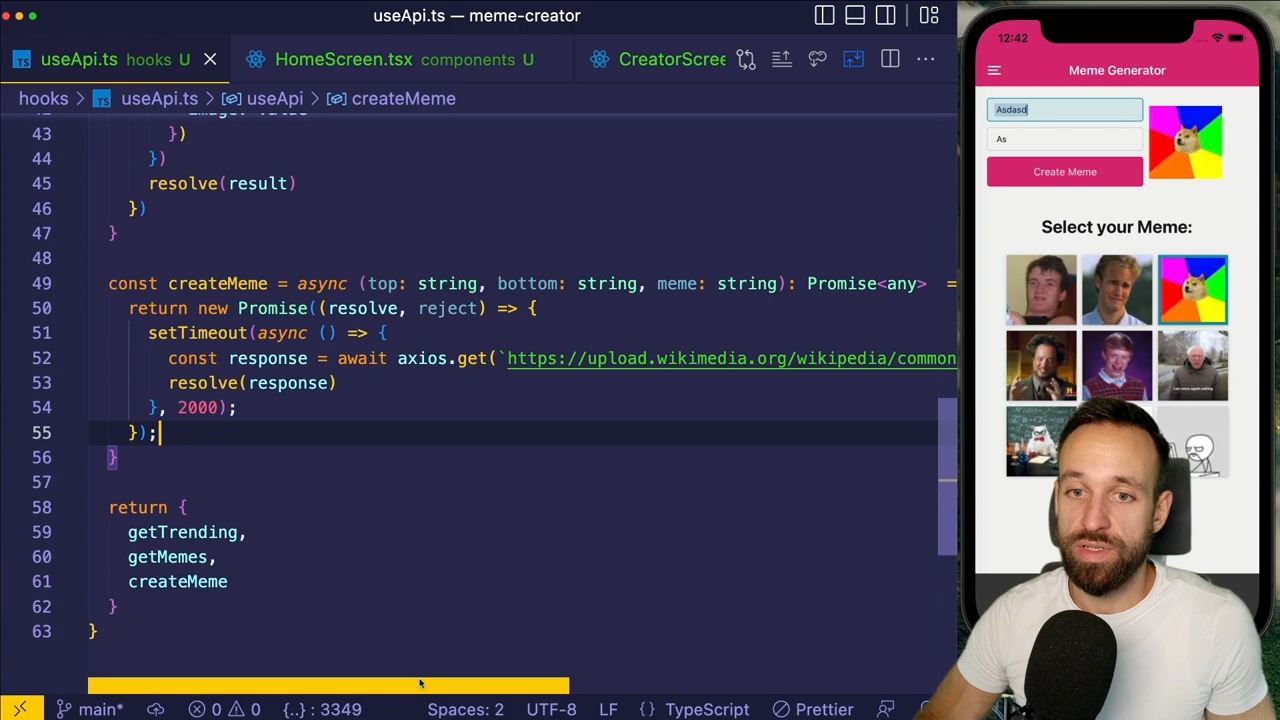 useApi.ts — meme-creator
TS useApi.ts hooks U
HomeScreen.tsx components U
CreatorScree
hooks > TS useApi.ts > useApi > createMeme
43 })
44 })
45 resolve(result)
46 })
47 }
48
49 const createMeme = async (top: string, bottom: string, meme: string): Promise<any> =
50 return new Promise((resolve, reject) => {
51 setTimeout(async () => {
52 const response = await axios.get(`https://upload.wikimedia.org/wikipedia/common
53 resolve(response)
54 }, 2000);
55 });
56 }
57
58 return {
59 getTrending,
60 getMemes,
61 createMeme
62 }
63 }
main* 0 0 {..} : 3349 Spaces: 2 UTF-8 LF {} TypeScript Prettier
12:42
Meme Generator
Asdasd
As
Create Meme
Select your Meme: